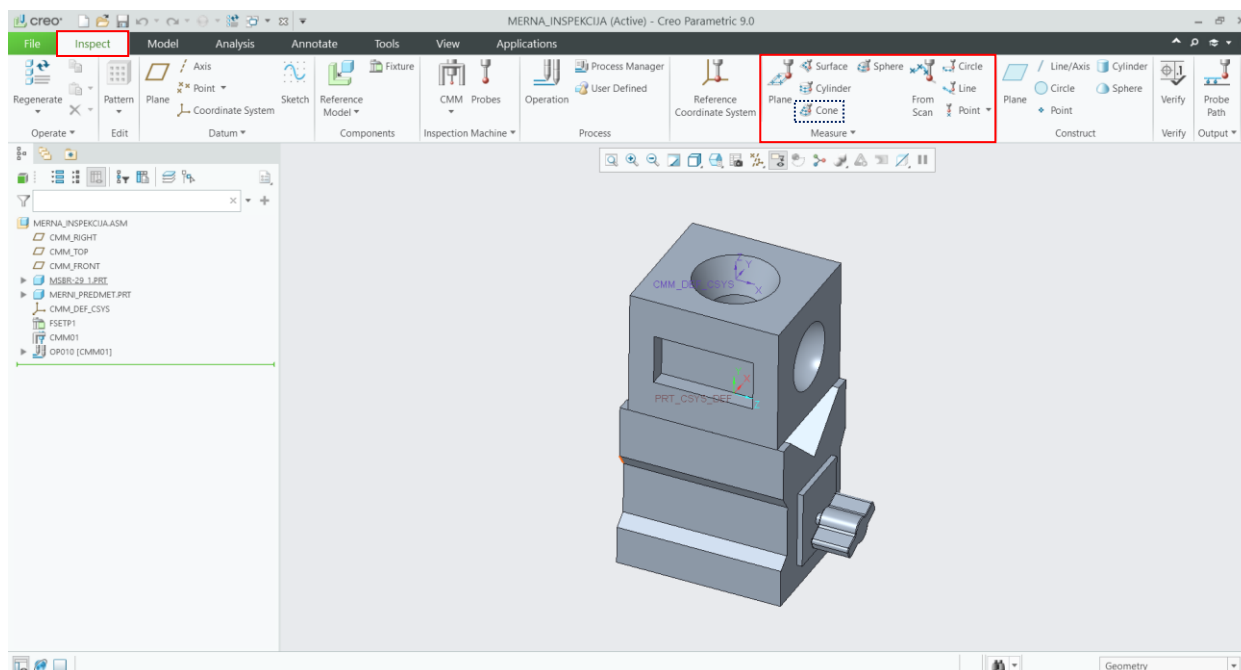 creo° MERNA_INSPEKCIJA (Active) - Creo Parametric 9.0
File Inspect Model Analysis Annotate Tools View Applications
Regenerate
Operate
Pattern
Edit
Plane
Axis
Point
Coordinate System
Datum
Sketch
Reference Model
Fixture
Components
CMM Probes
Inspection Machine
Operation
Process Manager
User Defined
Process
Reference
Coordinate System
Plane
Surface Sphere
Cylinder
Cone
From Scan
Circle
Line
Point
Measure
Plane
Line/Axis Cylinder
Circle Sphere
Point
Construct
Verify
Verify
Probe Path
Output
MERNA_INSPEKCIJA.ASM
CMM_RIGHT
CMM_TOP
CMM_FRONT
MSBR-29_1.PRT
MERNI_PREDMET.PRT
CMM_DEF_CSYS
FSETP1
CMM01
OP010 [CMM01]
CMM_DEF_CSYS
Z
Y
X
Y
X
Z
PRT_CSYS_DEF
Geometry